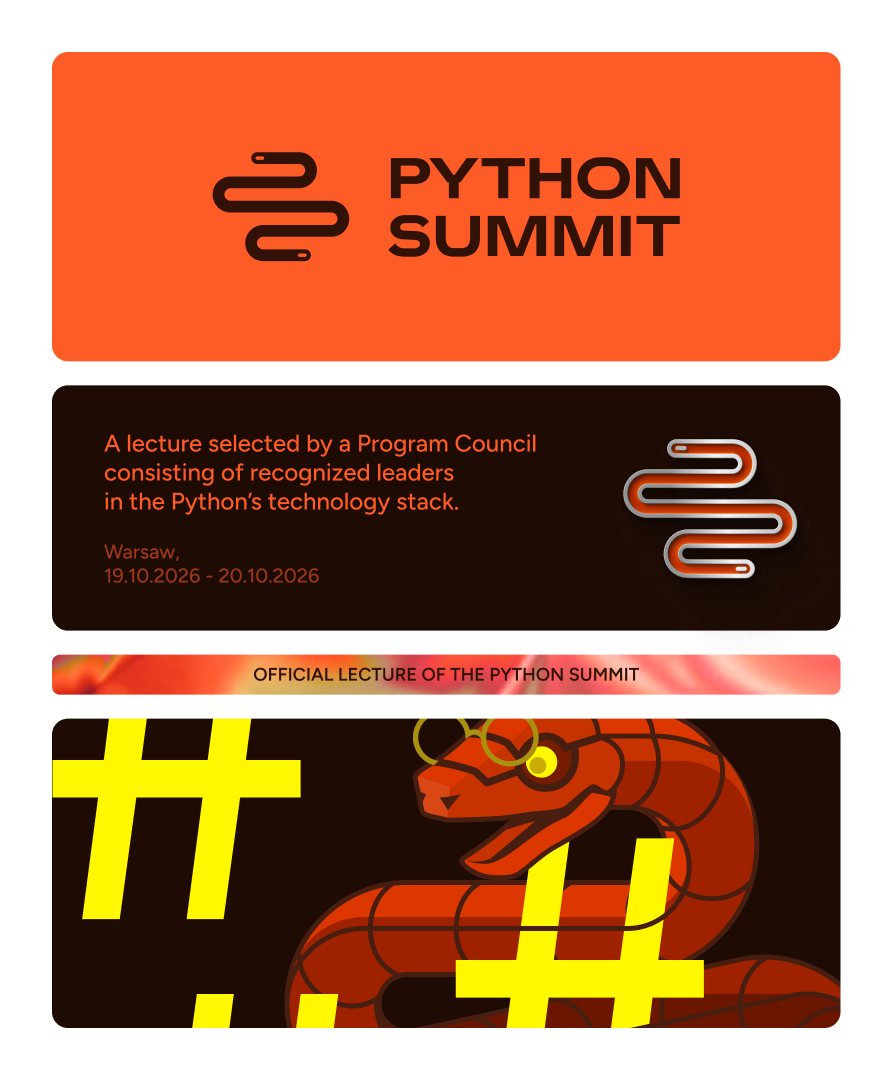 PYTHON
SUMMIT
A lecture selected by a Program Council
consisting of recognized leaders
in the Python’s technology stack.
Warsaw,
19.10.2026 - 20.10.2026
OFFICIAL LECTURE OF THE PYTHON SUMMIT
#
#